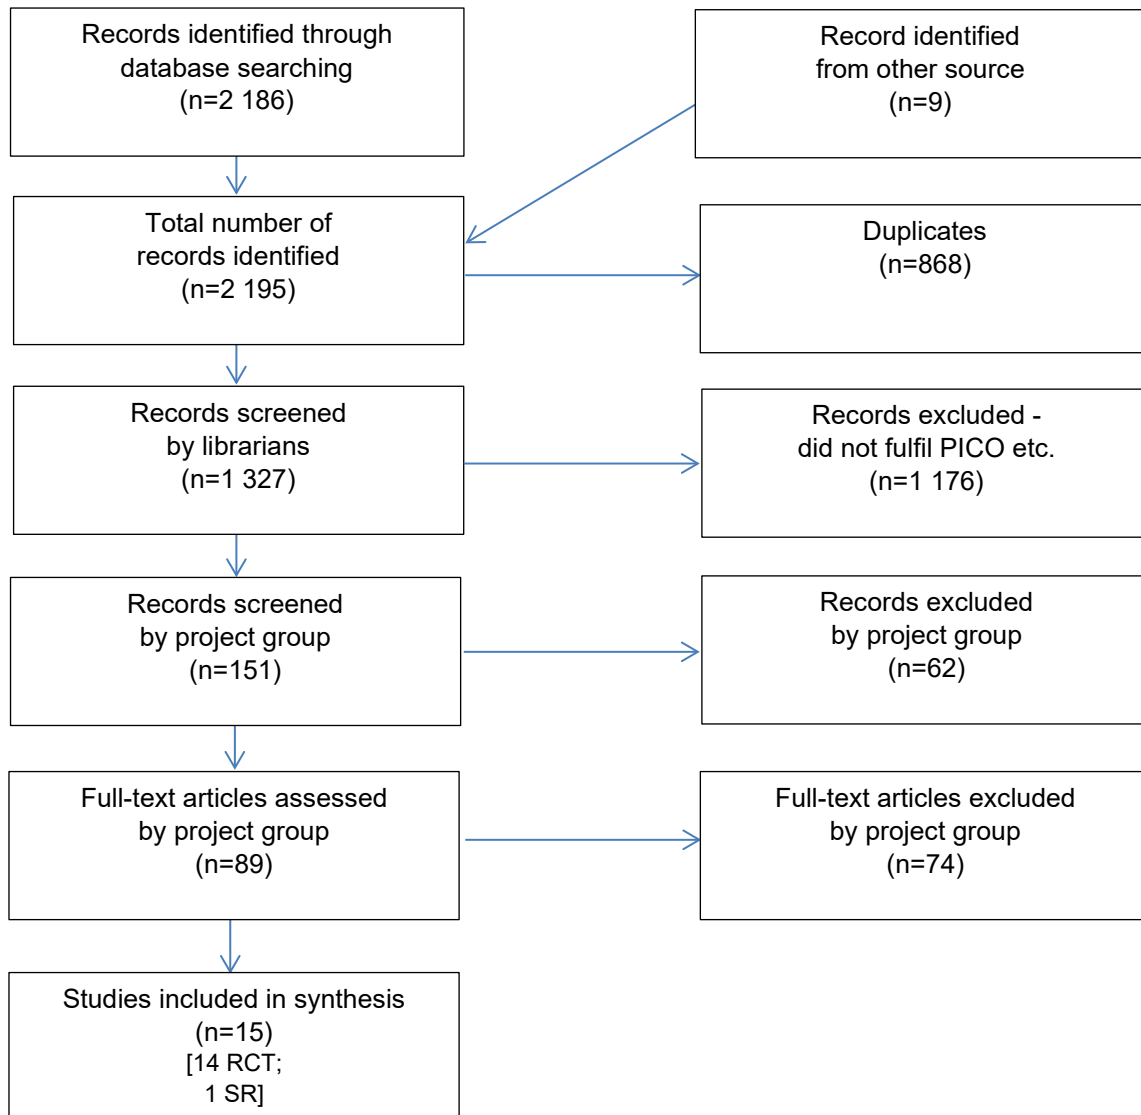 Records identified through
database searching
(n=2 186)
Record identified
from other source
(n=9)
Total number of
records identified
(n=2 195)
Duplicates
(n=868)
Records screened
by librarians
(n=1 327)
Records excluded -
did not fulfil PICO etc.
(n=1 176)
Records screened
by project group
(n=151)
Records excluded
by project group
(n=62)
Full-text articles assessed
by project group
(n=89)
Full-text articles excluded
by project group
(n=74)
Studies included in synthesis
(n=15)
[14 RCT;
1 SR]